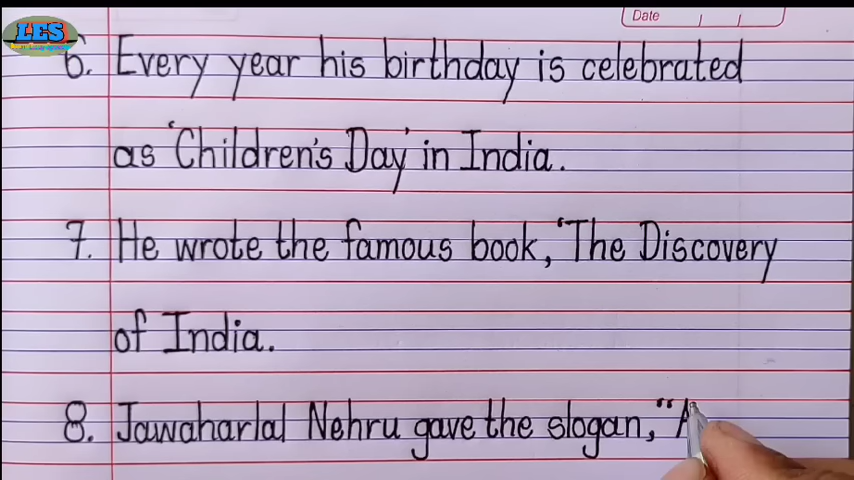 LES
Date
6. Every year his birthday is celebrated
as 'Children's Day' in India.
7. He wrote the famous book, 'The Discovery
of India.
8. Jawaharlal Nehru gave the slogan, "A